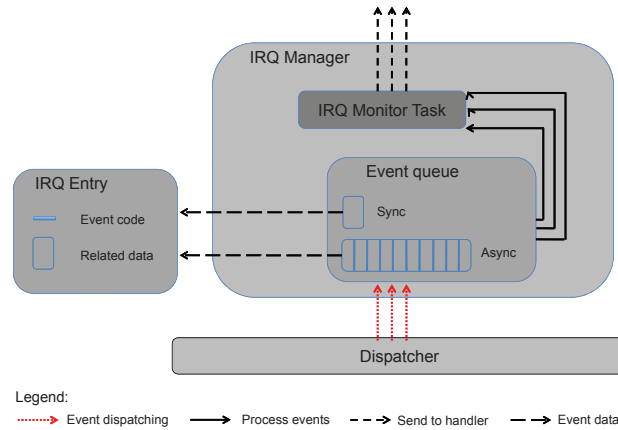 IRQ Manager
IRQ Monitor Task
Event queue
IRQ Entry
Sync
Event code
Async
Related data
Dispatcher
Legend:
Event dispatching
Process events
Send to handler
Event data